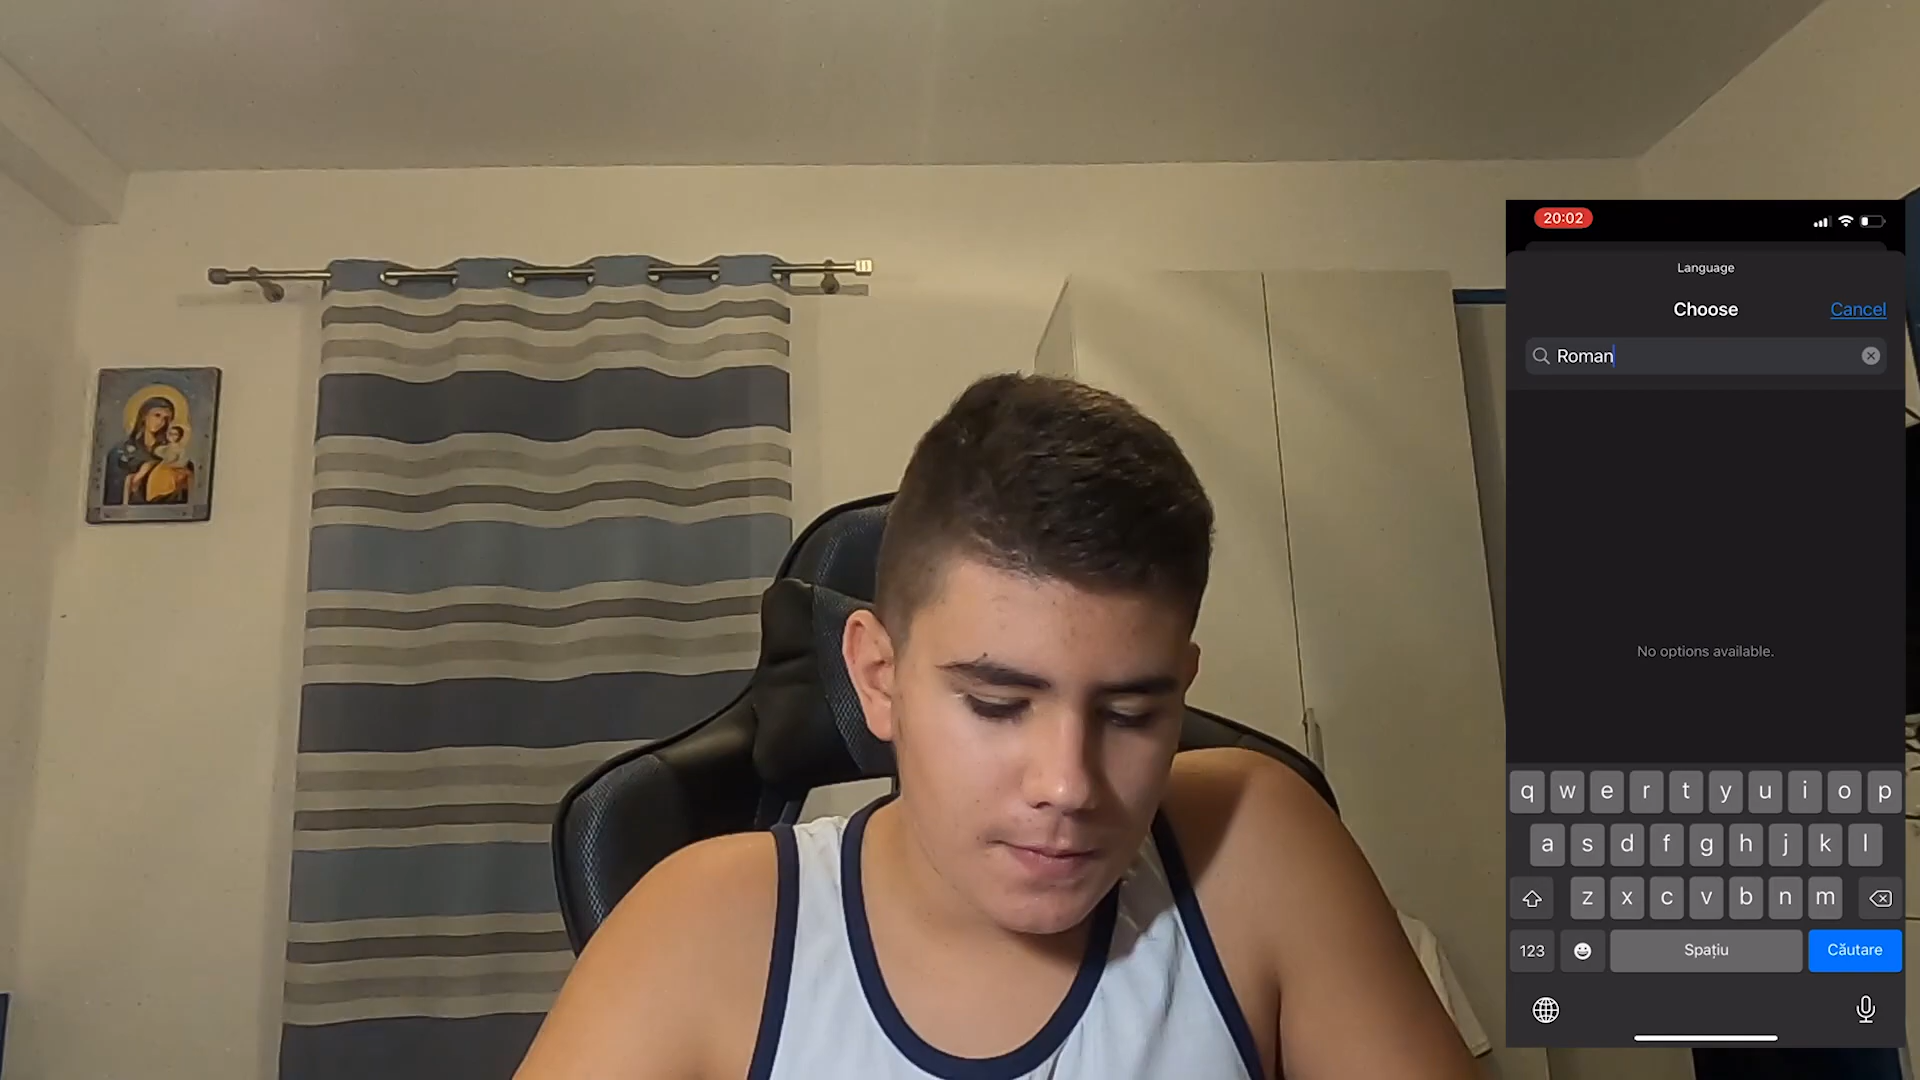 20:02
Language
Choose
Cancel
Roman
No options available.
q w e r t y u i o p
a s d f g h j k l
z x c v b n m
123 Spațiu Căutare